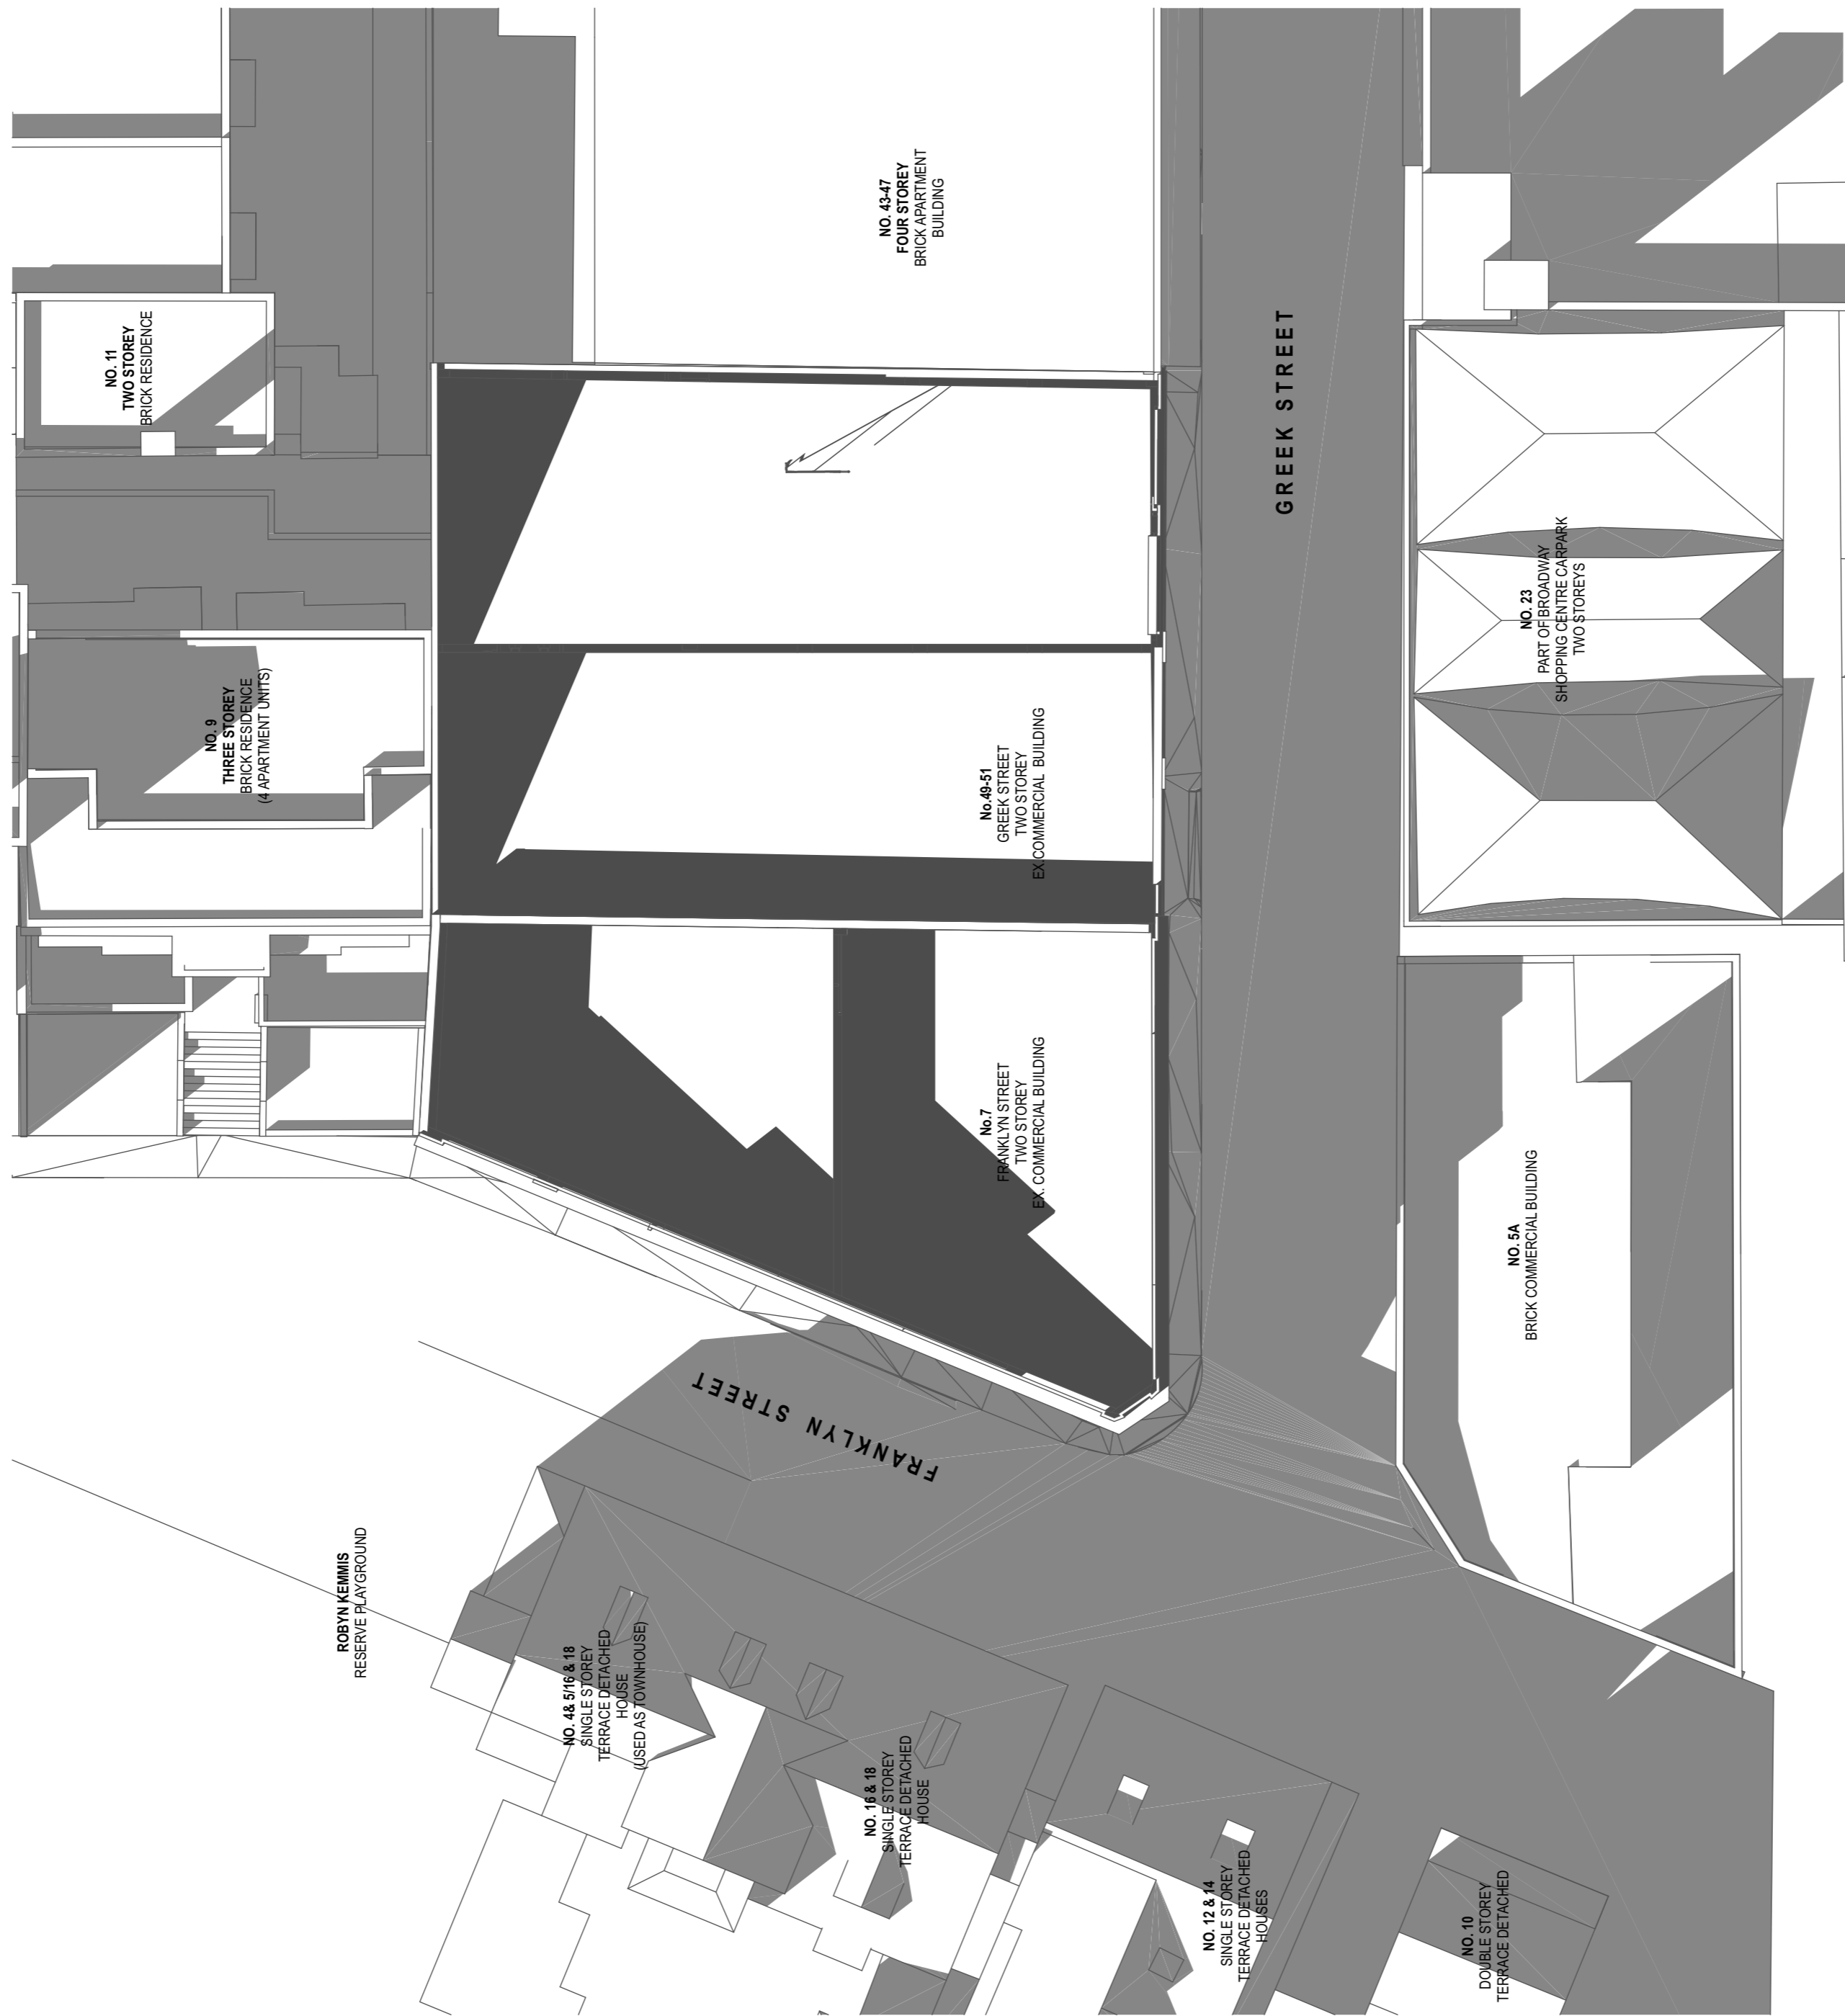 NO. 11
TWO STOREY
BRICK RESIDENCE
NO. 43-47
FOUR STOREY
BRICK APARTMENT
BUILDING
GREEK STREET
NO. 9
THREE STOREY
BRICK RESIDENCE
(4 APARTMENT UNITS)
No.49-51
GREEK STREET
TWO STOREY
EX.COMMERCIAL BUILDING
NO. 23
PART OF BROADWAY
SHOPPING CENTRE CARPARK
TWO STOREYS
No.7
FRANKLYN STREET
TWO STOREY
EX. COMMERCIAL BUILDING
NO. 5A
BRICK COMMERCIAL BUILDING
FRANKLYN STREET
ROBYN KEMMIS
RESERVE PLAYGROUND
NO. 4& 5/16 & 18
SINGLE STOREY
TERRACE DETACHED
HOUSE
(USED AS TOWNHOUSE)
NO. 16 & 18
SINGLE STOREY
TERRACE DETACHED
HOUSE
NO. 12 & 14
SINGLE STOREY
TERRACE DETACHED
HOUSES
NO. 10
DOUBLE STOREY
TERRACE DETACHED